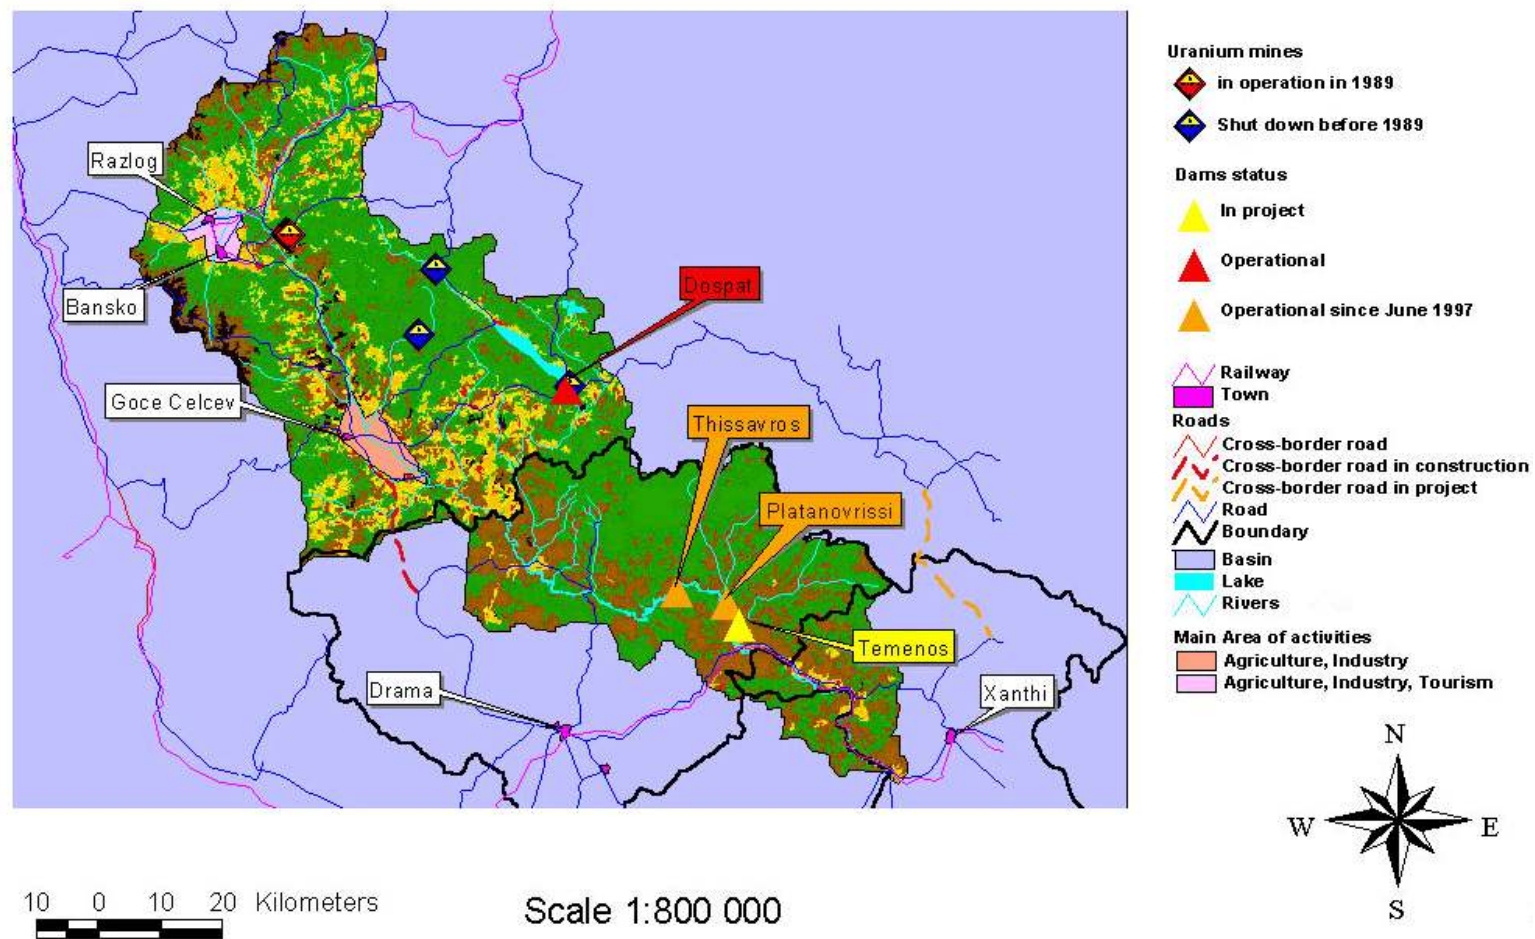 Razlog
Bansko
Goce Celcev
Dospat
Thissavros
Platanovrissi
Temenos
Drama
Xanthi
Uranium mines
in operation in 1989
Shut down before 1989
Dams status
In project
Operational
Operational since June 1997
Railway
Town
Roads
Cross-border road
Cross-border road in construction
Cross-border road in project
Road
Boundary
Basin
Lake
Rivers
Main Area of activities
Agriculture, Industry
Agriculture, Industry, Tourism
N
W E
S
10 0 10 20 Kilometers
Scale 1:800 000